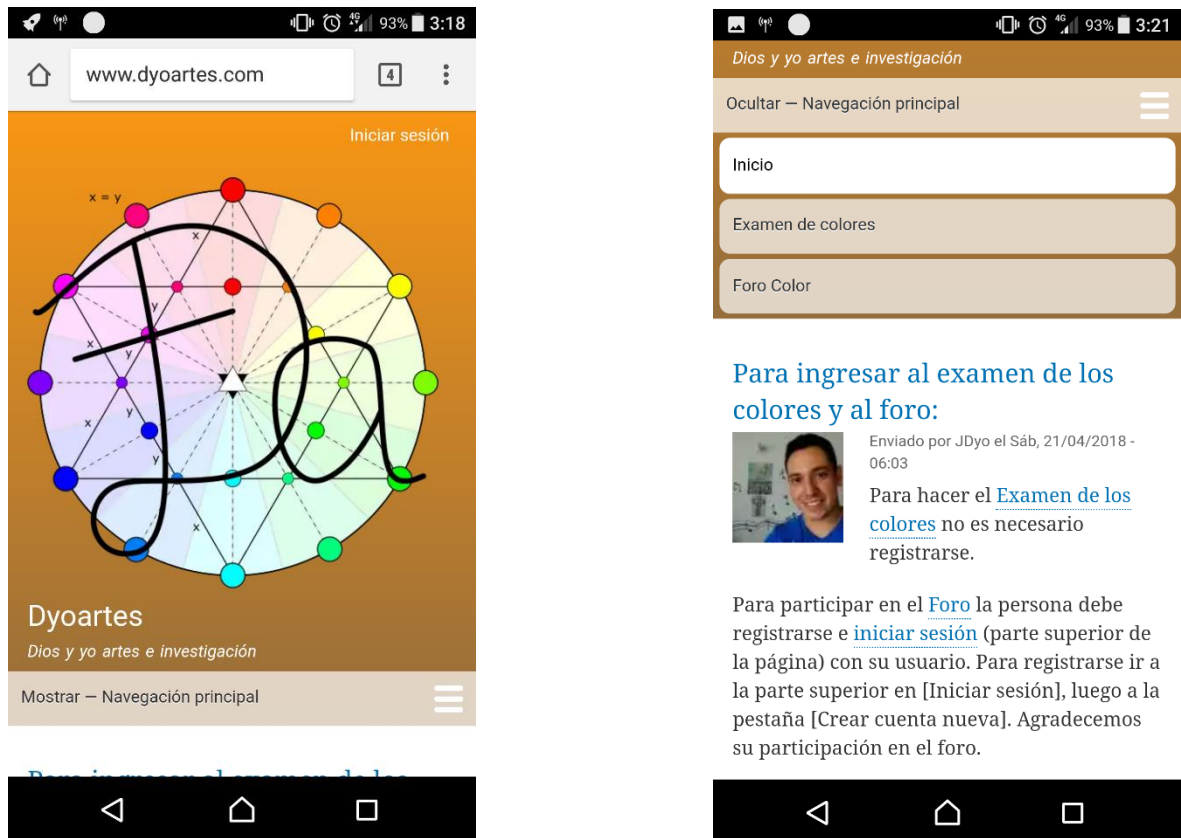 93% 3:18
www.dyoartes.com 4
Iniciar sesión
x = y
x
y
x
y
y
x
y
x
Dyoartes
Dios y yo artes e investigación
Mostrar — Navegación principal
4G 93% 3:21
Dios y yo artes e investigación
Ocultar — Navegación principal
Inicio
Examen de colores
Foro Color
Para ingresar al examen de los
colores y al foro:
Enviado por JDyo el Sáb, 21/04/2018 -
06:03
Para hacer el Examen de los
colores no es necesario
registrarse.
Para participar en el Foro la persona debe
registrarse e iniciar sesión (parte superior de
la página) con su usuario. Para registrarse ir a
la parte superior en [Iniciar sesión], luego a la
pestaña [Crear cuenta nueva]. Agradecemos
su participación en el foro.